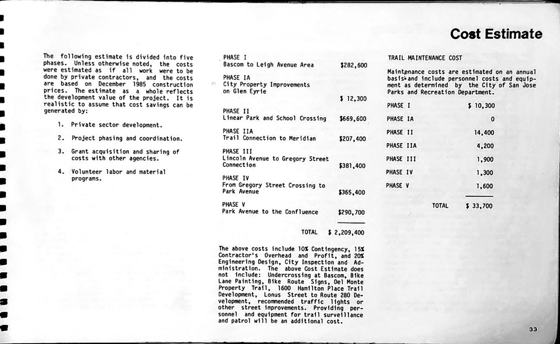 Cost Estimate
The following estimate is divided into five
phases. Unless otherwise noted, the costs
were estimated as if all work were to be
done by private contractors, and the costs
are based on December 1985 construction
prices. The estimate as a whole reflects
the development value of the project. It is
realistic to assume that cost savings can be
generated by:
1. Private sector development.
2. Project phasing and coordination.
3. Grant acquisition and sharing of
costs with other agencies.
4. Volunteer labor and material
programs.
PHASE I
Bascom to Leigh Avenue Area $282,600
PHASE IA
City Property Improvements
on Glen Eyrie
$ 12,300
PHASE II
Linear Park and School Crossing $669,600
PHASE IIA
Trail Connection to Meridian $207,400
PHASE III
Lincoln Avenue to Gregory Street
Connection $381,400
PHASE IV
From Gregory Street Crossing to
Park Avenue $365,400
PHASE V
Park Avenue to the Confluence $290,700
TOTAL $ 2,209,400
The above costs include 10% Contingency, 15%
Contractor's Overhead and Profit, and 20%
Engineering Design, City Inspection and Ad-
ministration. The above Cost Estimate does
not include: Undercrossing at Bascom, Bike
Lane Painting, Bike Route Signs, Del Monte
Property Trail, 1600 Hamilton Place Trail
Development, Lonus Street to Route 280 De-
velopment, recommended traffic lights or
other street improvements. Providing per-
sonnel and equipment for trail surveillance
and patrol will be an additional cost.
TRAIL MAINTENANCE COST
Maintenance costs are estimated on an annual
basis and include personnel costs and equip-
ment as determined by the City of San Jose
Parks and Recreation Department.
PHASE I $ 10,300
PHASE IA 0
PHASE II 14,400
PHASE IIA 4,200
PHASE III 1,900
PHASE IV 1,300
PHASE V 1,600
TOTAL $ 33,700
33